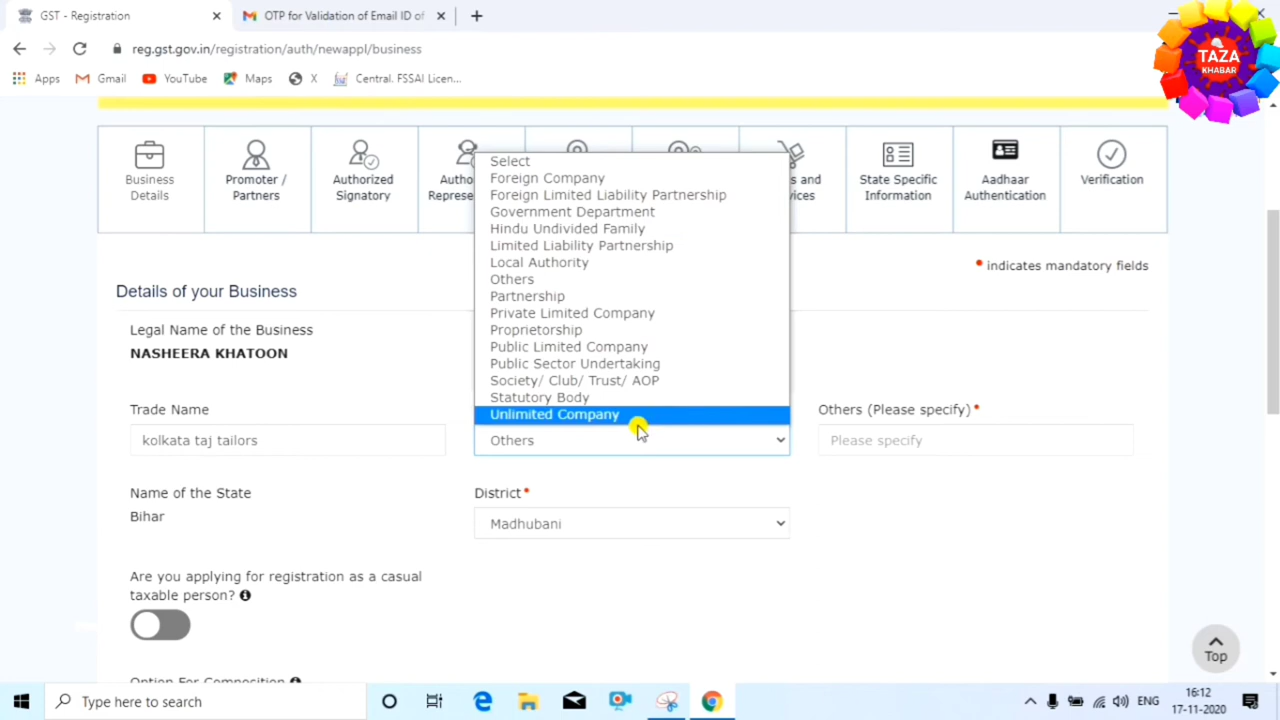 GST - Registration
OTP for Validation of Email ID of
reg.gst.gov.in/registration/auth/newappl/business
Apps
Gmail
YouTube
Maps
X
Central. FSSAI Licen...
TAZA
KHABAR
Business
Details
Promoter /
Partners
Authorized
Signatory
Autho
Represe
s and
vices
State Specific
Information
Aadhaar
Authentication
Verification
Select
Foreign Company
Foreign Limited Liability Partnership
Government Department
Hindu Undivided Family
Limited Liability Partnership
Local Authority
Others
Partnership
Private Limited Company
Proprietorship
Public Limited Company
Public Sector Undertaking
Society/ Club/ Trust/ AOP
Statutory Body
Unlimited Company
• indicates mandatory fields
Details of your Business
Legal Name of the Business
NASHEERA KHATOON
Trade Name
kolkata taj tailors
Others
Others (Please specify)•
Please specify
Name of the State
Bihar
District•
Madhubani
Are you applying for registration as a casual
taxable person?
Option For Composition
Top
Type here to search
ENG
16:12
17-11-2020